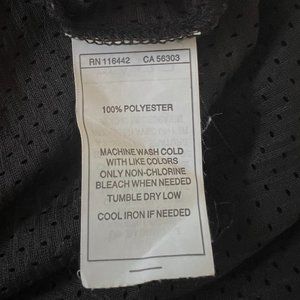 RN 116442 CA 56303
100% POLYESTER
MACHINE WASH COLD
WITH LIKE COLORS
ONLY NON-CHLORINE
BLEACH WHEN NEEDED
TUMBLE DRY LOW
COOL IRON IF NEEDED